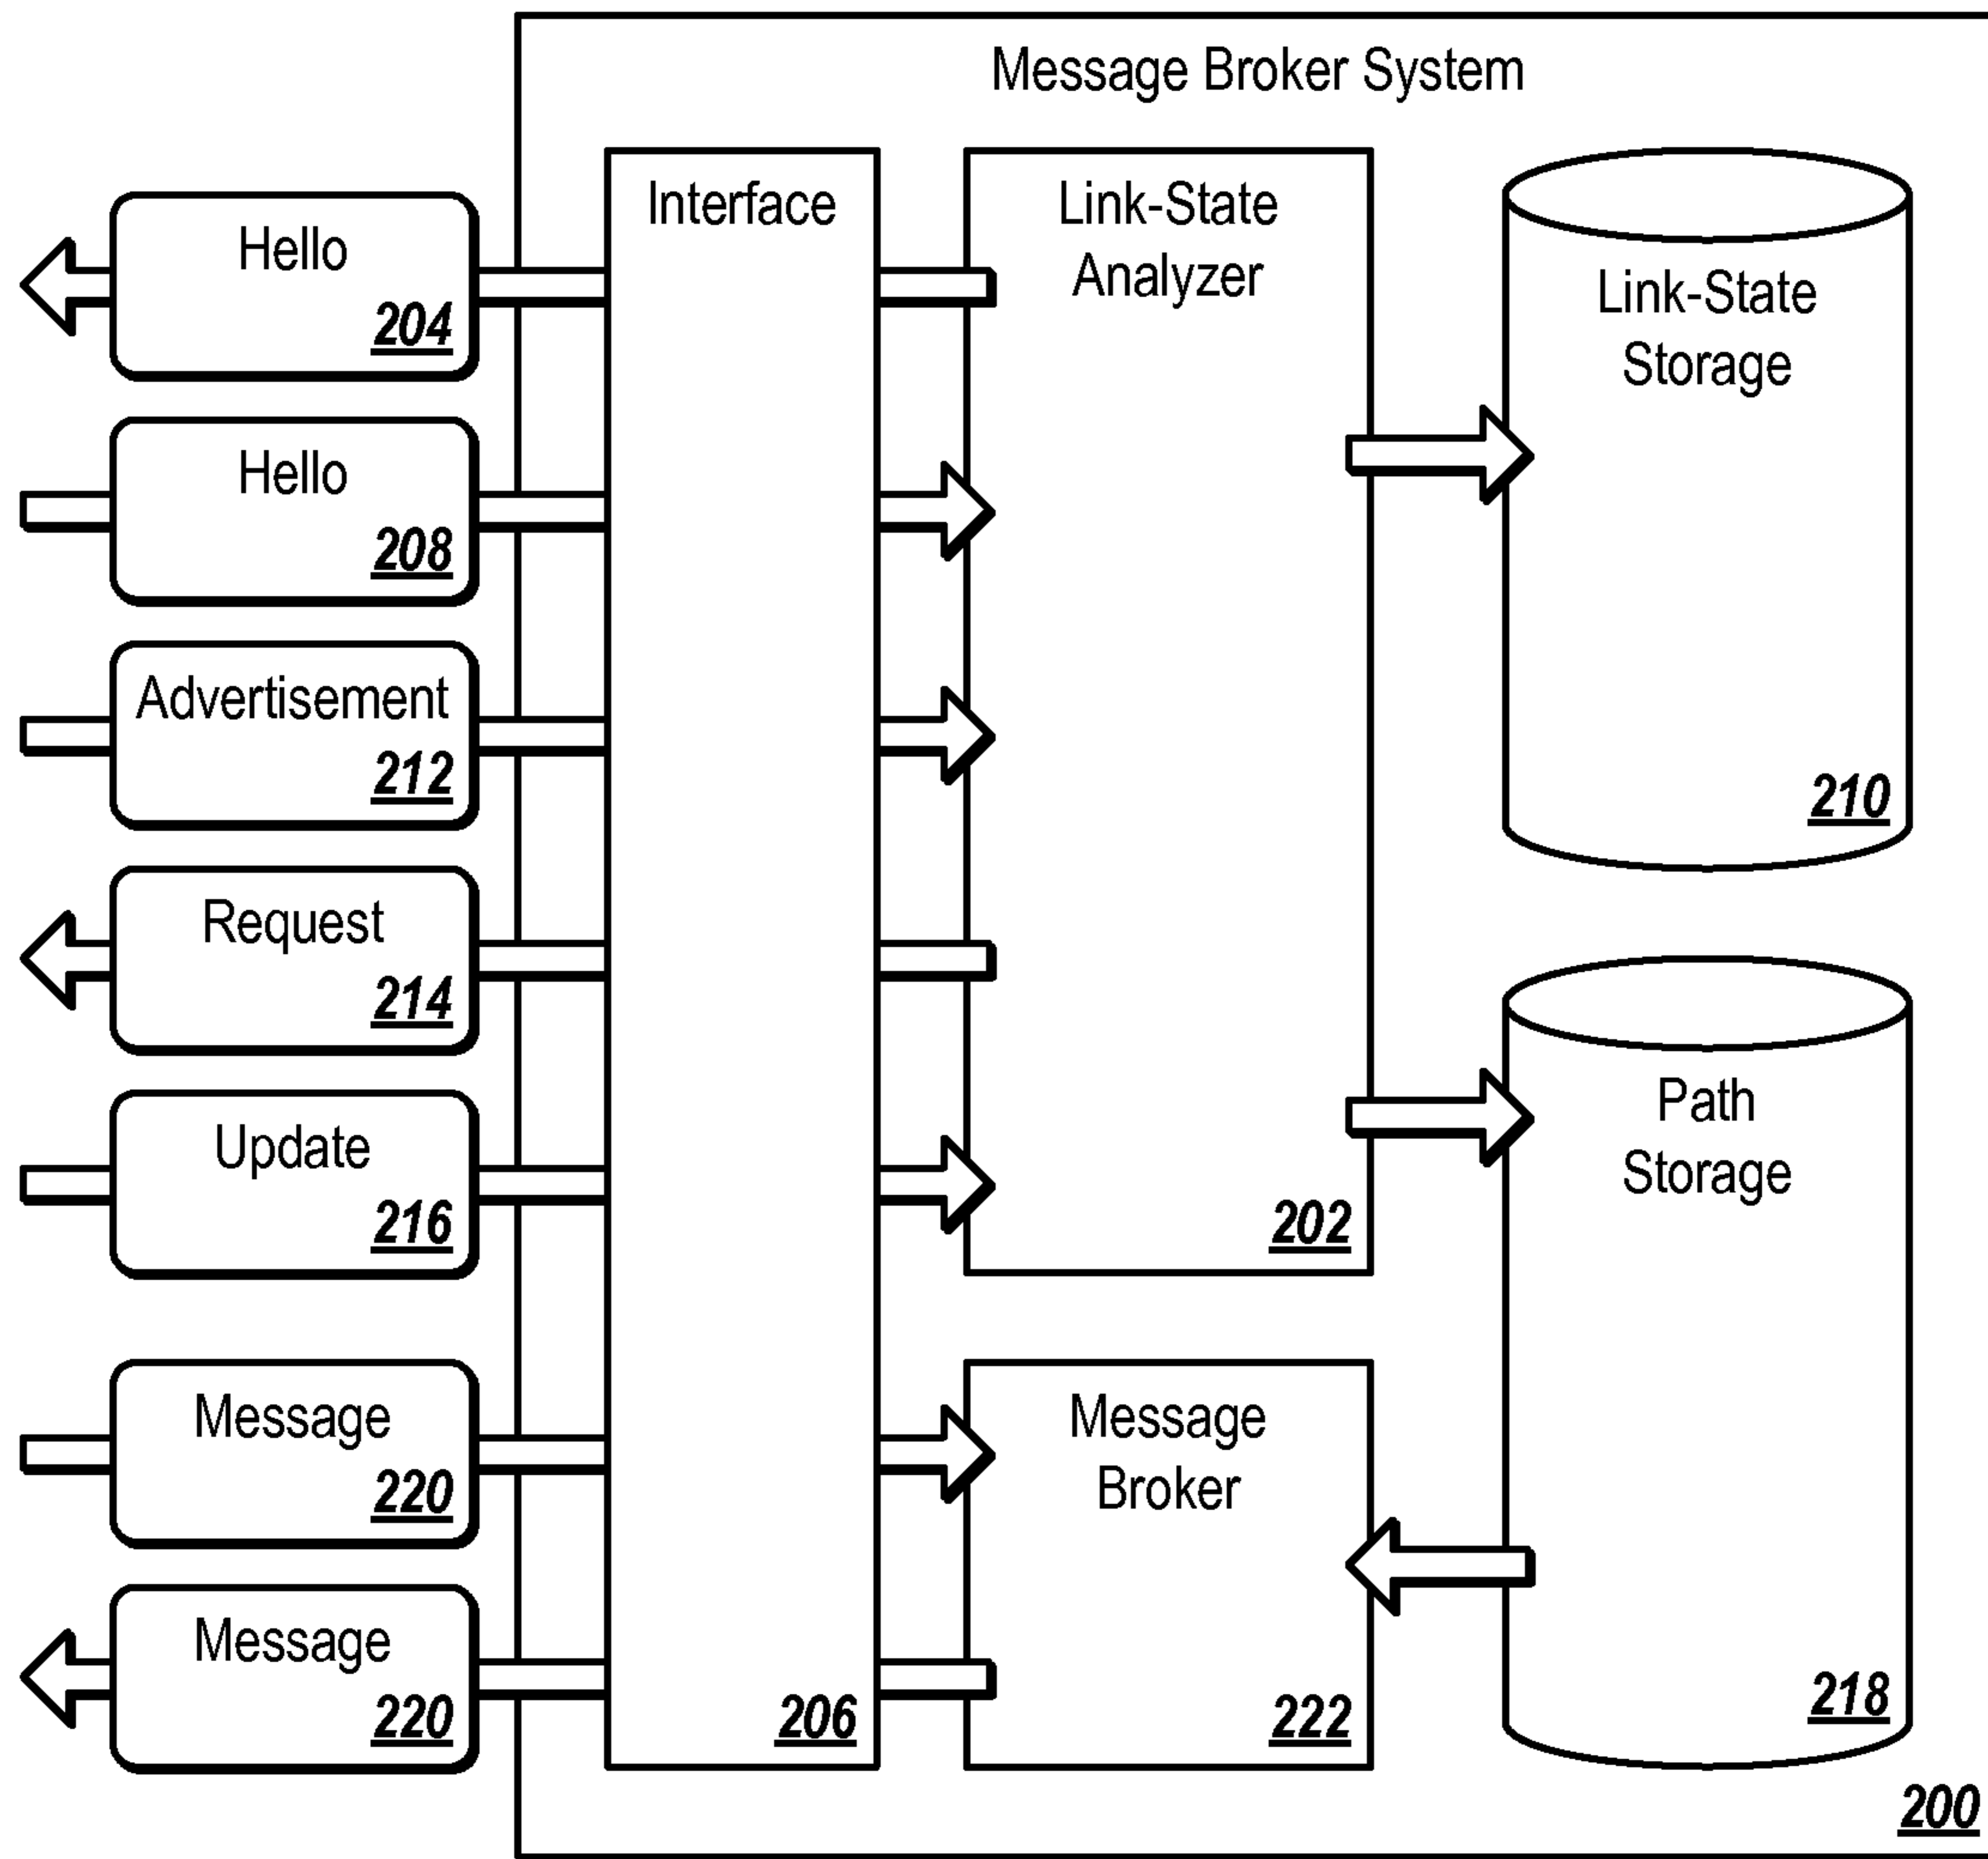 Message Broker System
Hello
204
Hello
208
Advertisement
212
Request
214
Update
216
Message
220
Message
220
Interface
206
Link-State
Analyzer
202
Message
Broker
222
Link-State
Storage
210
Path
Storage
218
200